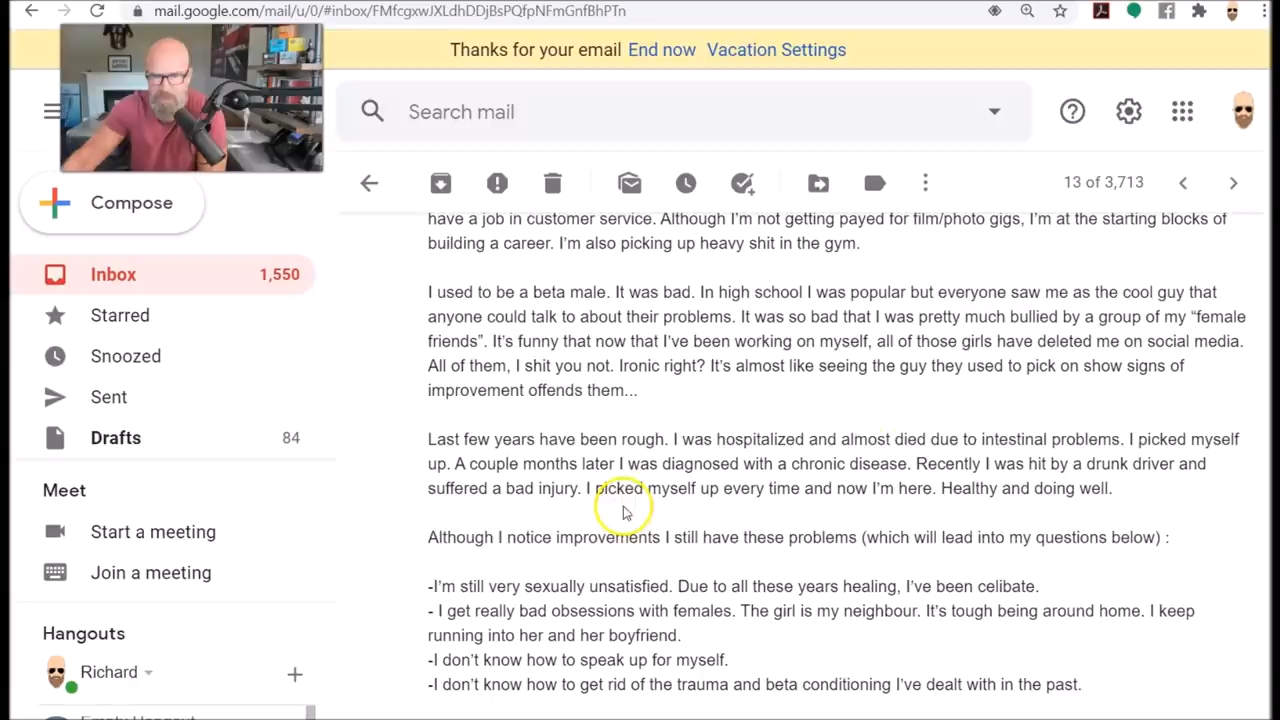 mail.google.com/mail/u/0/#inbox/FMfcgxwJXLdhDDjBsPQfpNFmGnfBhPTn
Thanks for your email End now Vacation Settings
Search mail
13 of 3,713
Compose
Inbox 1,550
Starred
Snoozed
Sent
Drafts 84
Meet
Start a meeting
Join a meeting
Hangouts
Richard
have a job in customer service. Although I'm not getting payed for film/photo gigs, I'm at the starting blocks of
building a career. I'm also picking up heavy shit in the gym.
I used to be a beta male. It was bad. In high school I was popular but everyone saw me as the cool guy that
anyone could talk to about their problems. It was so bad that I was pretty much bullied by a group of my “female
friends”. It's funny that now that I've been working on myself, all of those girls have deleted me on social media.
All of them, I shit you not. Ironic right? It's almost like seeing the guy they used to pick on show signs of
improvement offends them...
Last few years have been rough. I was hospitalized and almost died due to intestinal problems. I picked myself
up. A couple months later I was diagnosed with a chronic disease. Recently I was hit by a drunk driver and
suffered a bad injury. I picked myself up every time and now I'm here. Healthy and doing well.
Although I notice improvements I still have these problems (which will lead into my questions below) :
-I'm still very sexually unsatisfied. Due to all these years healing, I've been celibate.
- I get really bad obsessions with females. The girl is my neighbour. It's tough being around home. I keep
running into her and her boyfriend.
-I don't know how to speak up for myself.
-I don't know how to get rid of the trauma and beta conditioning I've dealt with in the past.